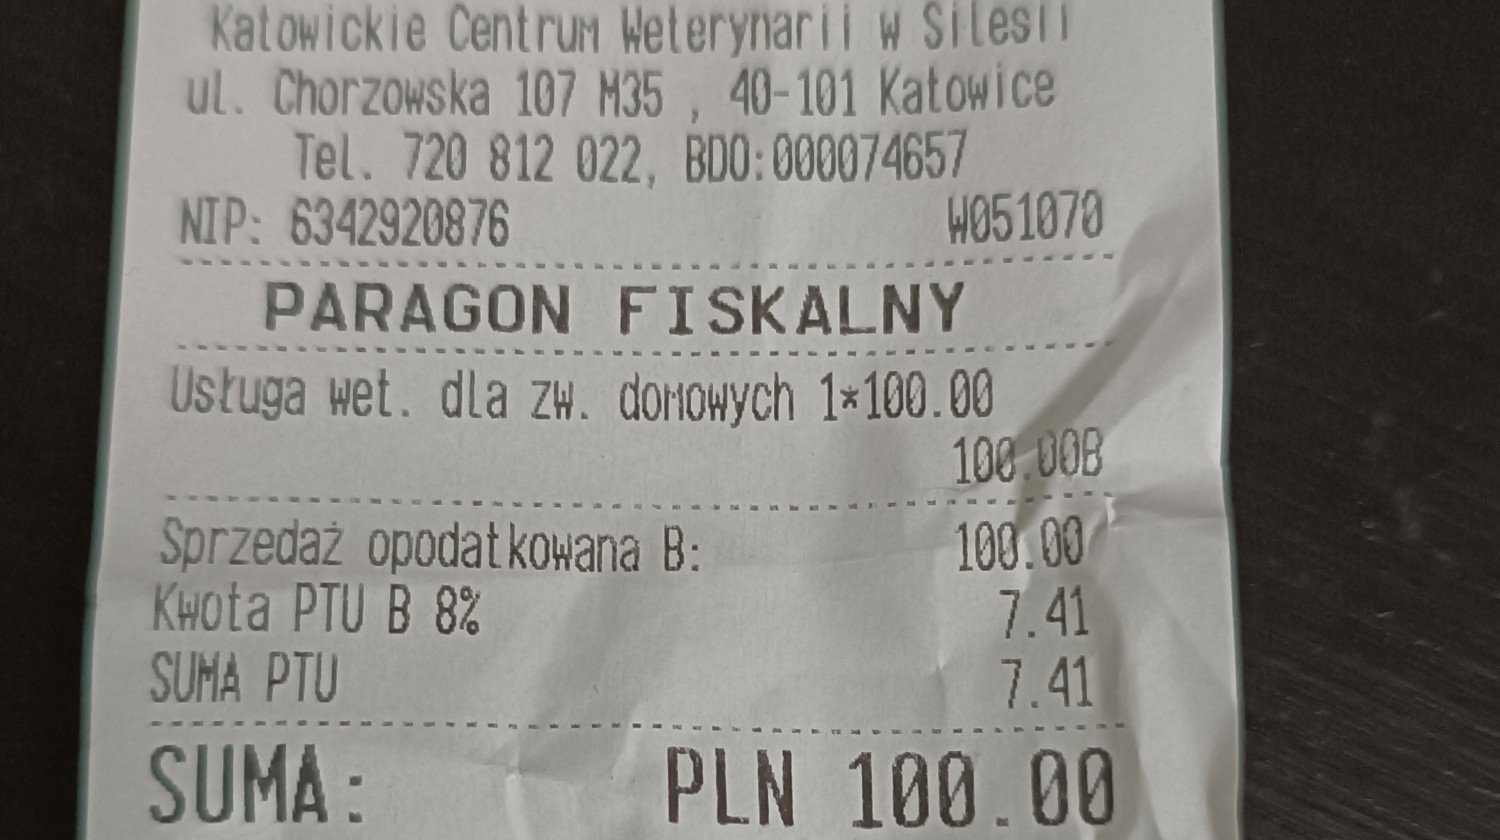 Katowickie Centrum Weterynarii w Silesii
ul. Chorzowska 107 M35 , 40-101 Katowice
Tel. 720 812 022, BDO:000074657
NIP: 6342920876 W051070
PARAGON FISKALNY
Usługa wet. dla zw. domowych 1*100.00
100.00B
Sprzedaż opodatkowana B: 100.00
Kwota PTU B 8% 7.41
SUMA PTU 7.41
SUMA: PLN 100.00